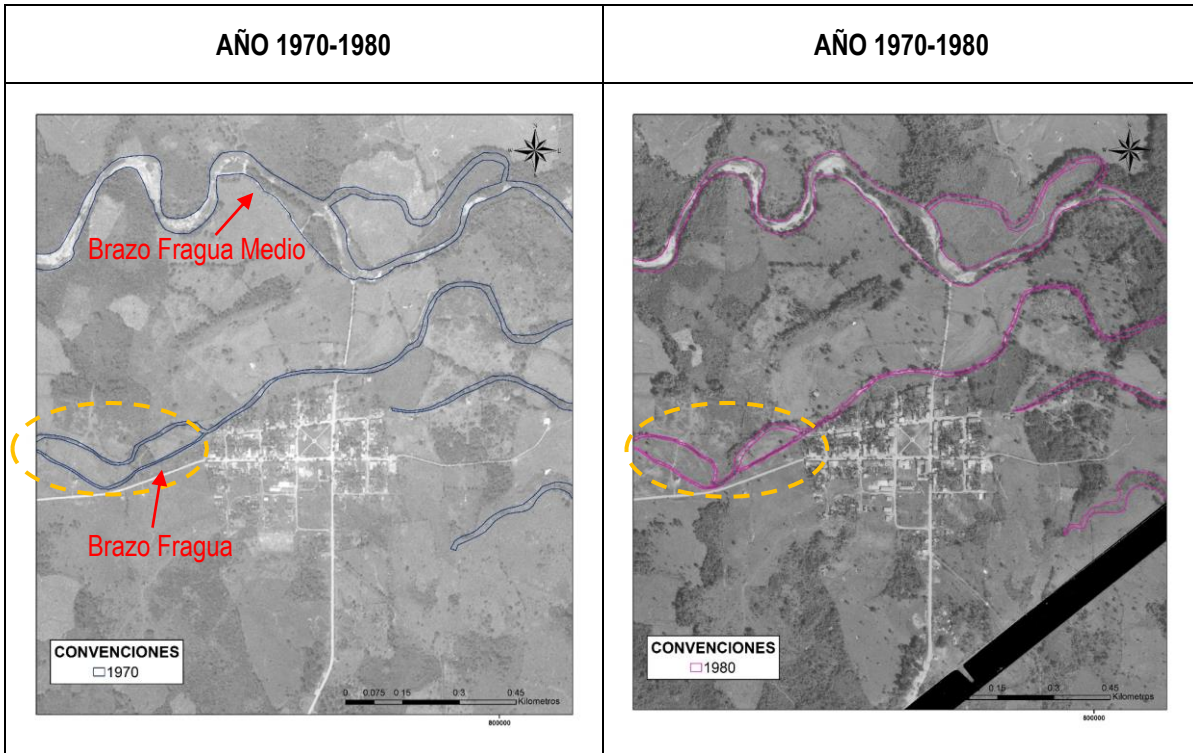 AÑO 1970-1980
AÑO 1970-1980
N
W
E
S
Brazo Fragua Medio
Brazo Fragua
CONVENCIONES
1970
0 0.075 0.15 0.3 0.45
Kilometros
800000
CONVENCIONES
1980
0.15 0.3 0.45
Kilometros
800000